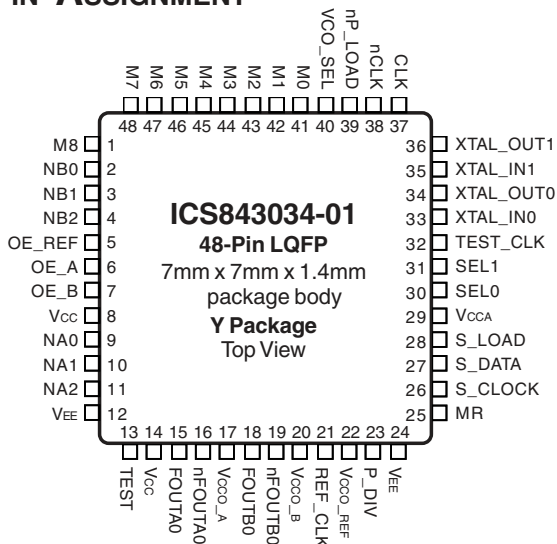 IN ASSIGNMENT
M7
M6
M5
M4
M3
M2
M1
M0
VCO_SEL
nP_LOAD
nCLK
CLK
48 47 46 45 44 43 42 41 40 39 38 37
M8 1
NB0 2
NB1 3
NB2 4
OE_REF 5
OE_A 6
OE_B 7
VCC 8
NA0 9
NA1 10
NA2 11
VEE 12
ICS843034-01
48-Pin LQFP
7mm x 7mm x 1.4mm
package body
Y Package
Top View
36 XTAL_OUT1
35 XTAL_IN1
34 XTAL_OUT0
33 XTAL_IN0
32 TEST_CLK
31 SEL1
30 SEL0
29 VCCA
28 S_LOAD
27 S_DATA
26 S_CLOCK
25 MR
13 14 15 16 17 18 19 20 21 22 23 24
TEST
VCC
FOUTA0
nFOUTA0
VCCO_A
FOUTB0
nFOUTB0
VCCO_B
REF_CLK
VCCO_REF
P_DIV
VEE